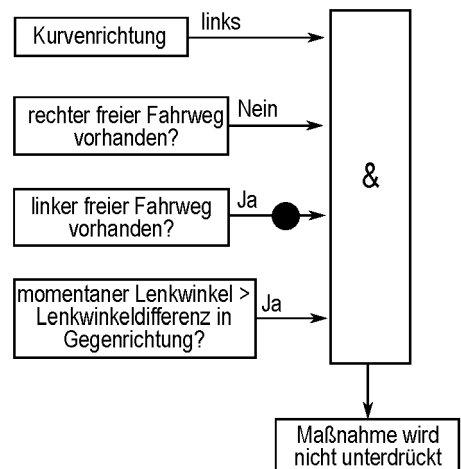 Kurvenrichtung
links
rechter freier Fahrweg
vorhanden?
Nein
linker freier Fahrweg
vorhanden?
Ja
momentaner Lenkwinkel >
Lenkwinkeldifferenz in
Gegenrichtung?
Ja
&
Maßnahme wird
nicht unterdrückt